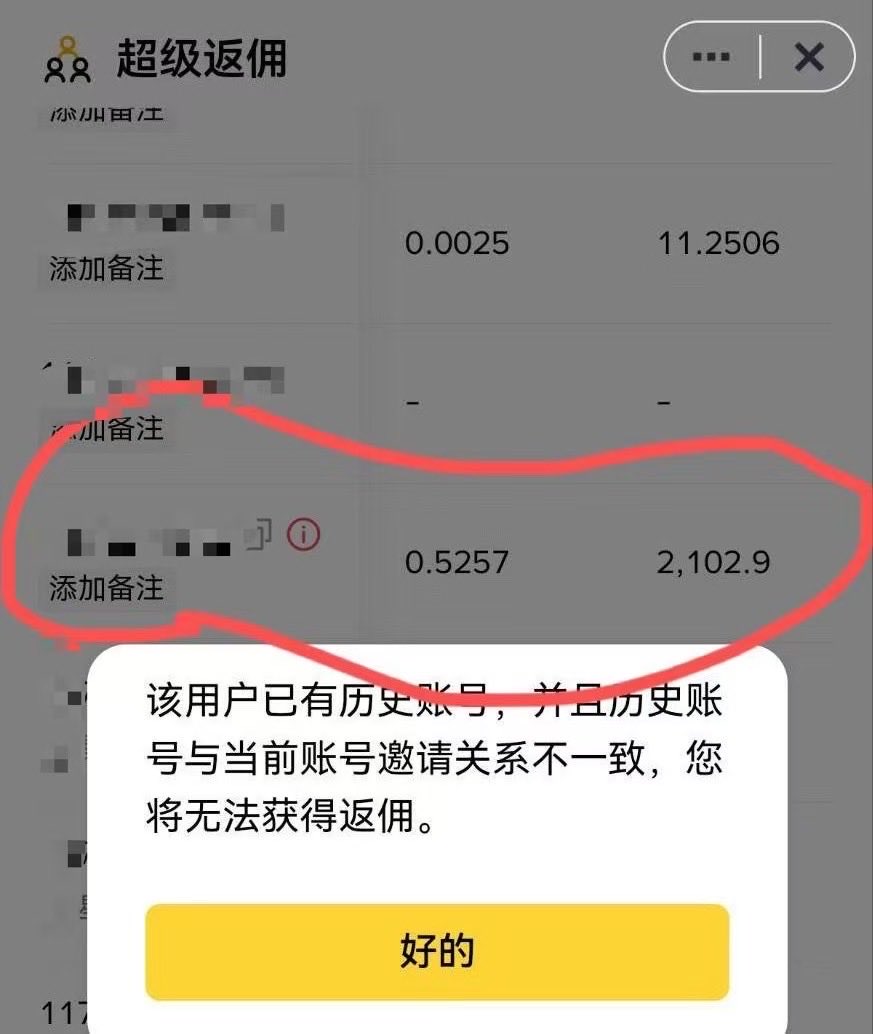 超级返佣
添加备注
0.0025 11.2506
添加备注
- -
添加备注
0.5257 2,102.9
添加备注
该用户已有历史账号，并且历史账
号与当前账号邀请关系不一致，您
将无法获得返佣。
好的
117